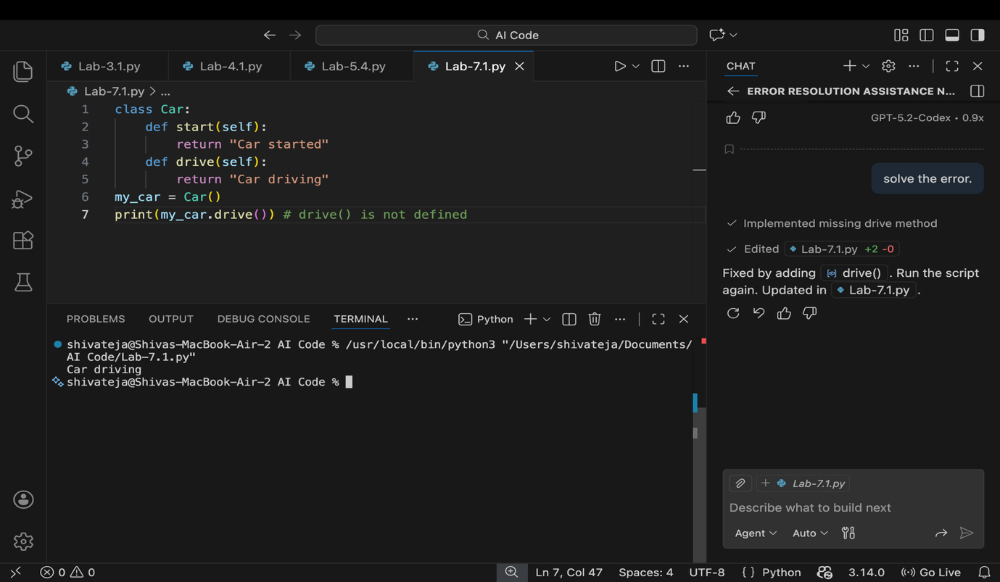 AI Code
Lab-3.1.py
Lab-4.1.py
Lab-5.4.py
Lab-7.1.py
Lab-7.1.py > ...
1 class Car:
2     def start(self):
3         return "Car started"
4     def drive(self):
5         return "Car driving"
6 my_car = Car()
7 print(my_car.drive()) # drive() is not defined
PROBLEMS OUTPUT DEBUG CONSOLE TERMINAL ... Python
shivateja@Shivas-MacBook-Air-2 AI Code % /usr/local/bin/python3 "/Users/shivateja/Documents/
AI Code/Lab-7.1.py"
Car driving
shivateja@Shivas-MacBook-Air-2 AI Code %
CHAT
ERROR RESOLUTION ASSISTANCE N...
GPT-5.2-Codex • 0.9x
solve the error.
Implemented missing drive method
Edited Lab-7.1.py +2 -0
Fixed by adding drive() . Run the script
again. Updated in Lab-7.1.py .
Lab-7.1.py
Describe what to build next
Agent Auto
0 0 Ln 7, Col 47 Spaces: 4 UTF-8 { } Python 3.14.0 Go Live